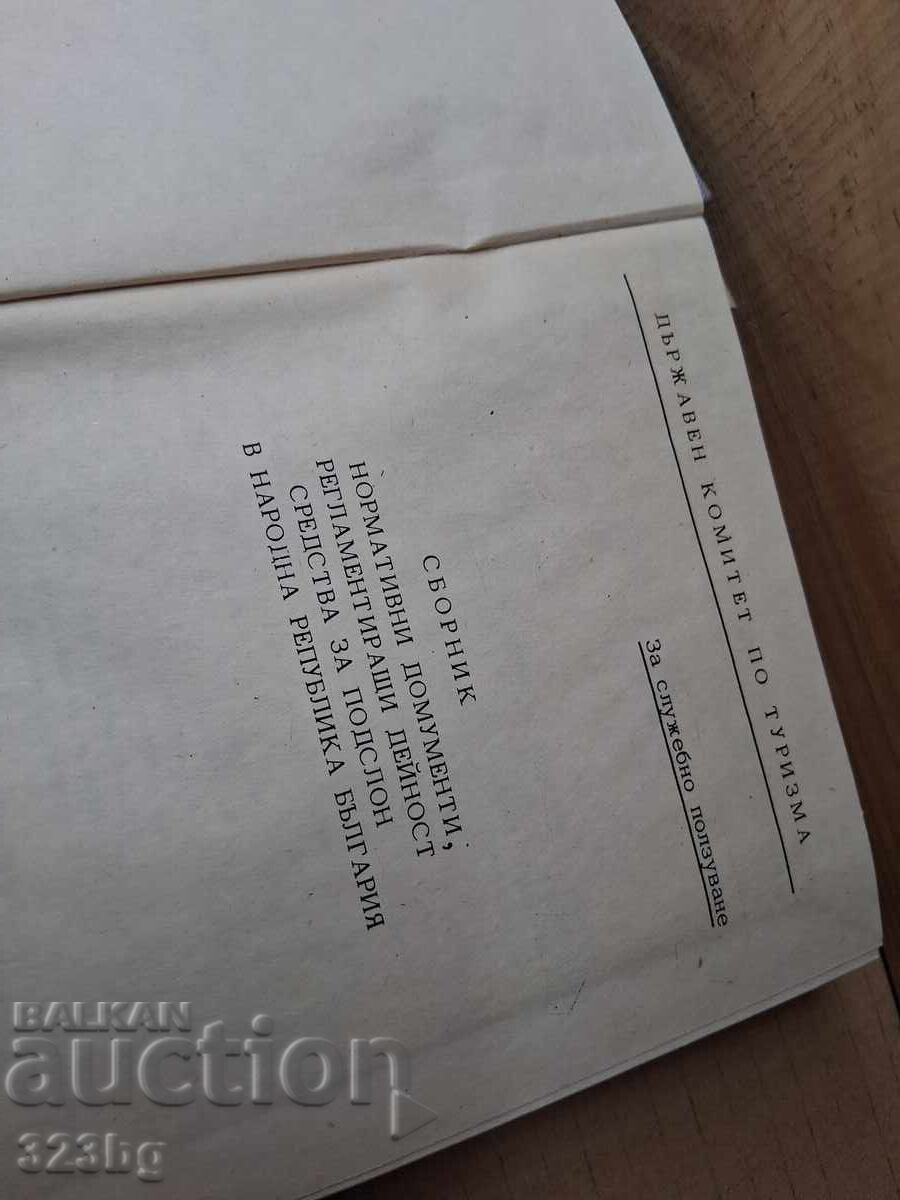 ДЪРЖАВЕН КОМИТЕТ ПО ТУРИЗМА
За служебно ползуване
СБОРНИК
НОРМАТИВНИ ДОМУМЕНТИ,
РЕГЛАМЕНТИРАЩИ ДЕЙНОСТ
СРЕДСТВА ЗА ПОДСЛОН
В НАРОДНА РЕПУБЛИКА БЪЛГАРИЯ
BALKAN
auction
323bg